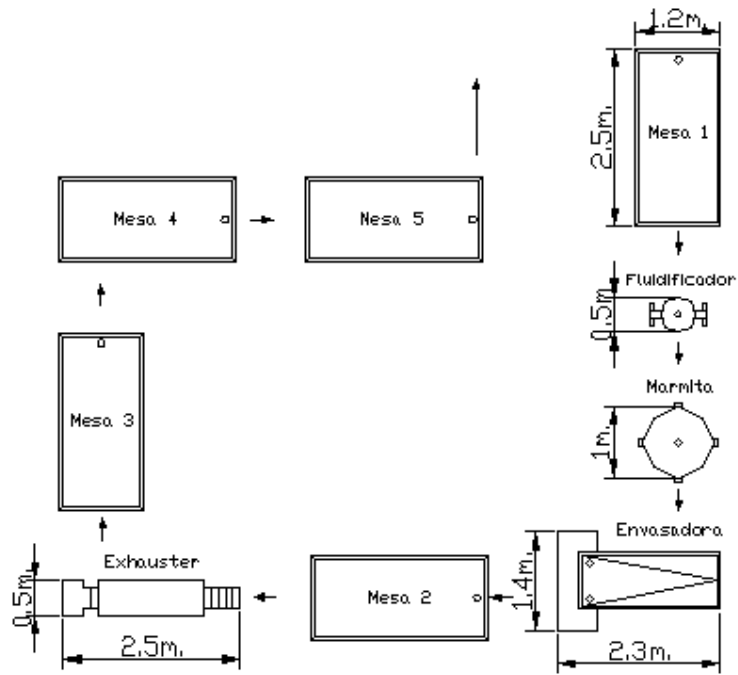 1.2m.
2.5m.
Mesa 1
Mesa 4
Nesa 5
Fluidificador
0.5m
Marmita
1m.
Mesa 3
Envasadora
Exhauster
1.4m.
Mesa 2
0.5m.
2.5m.
2.3m.